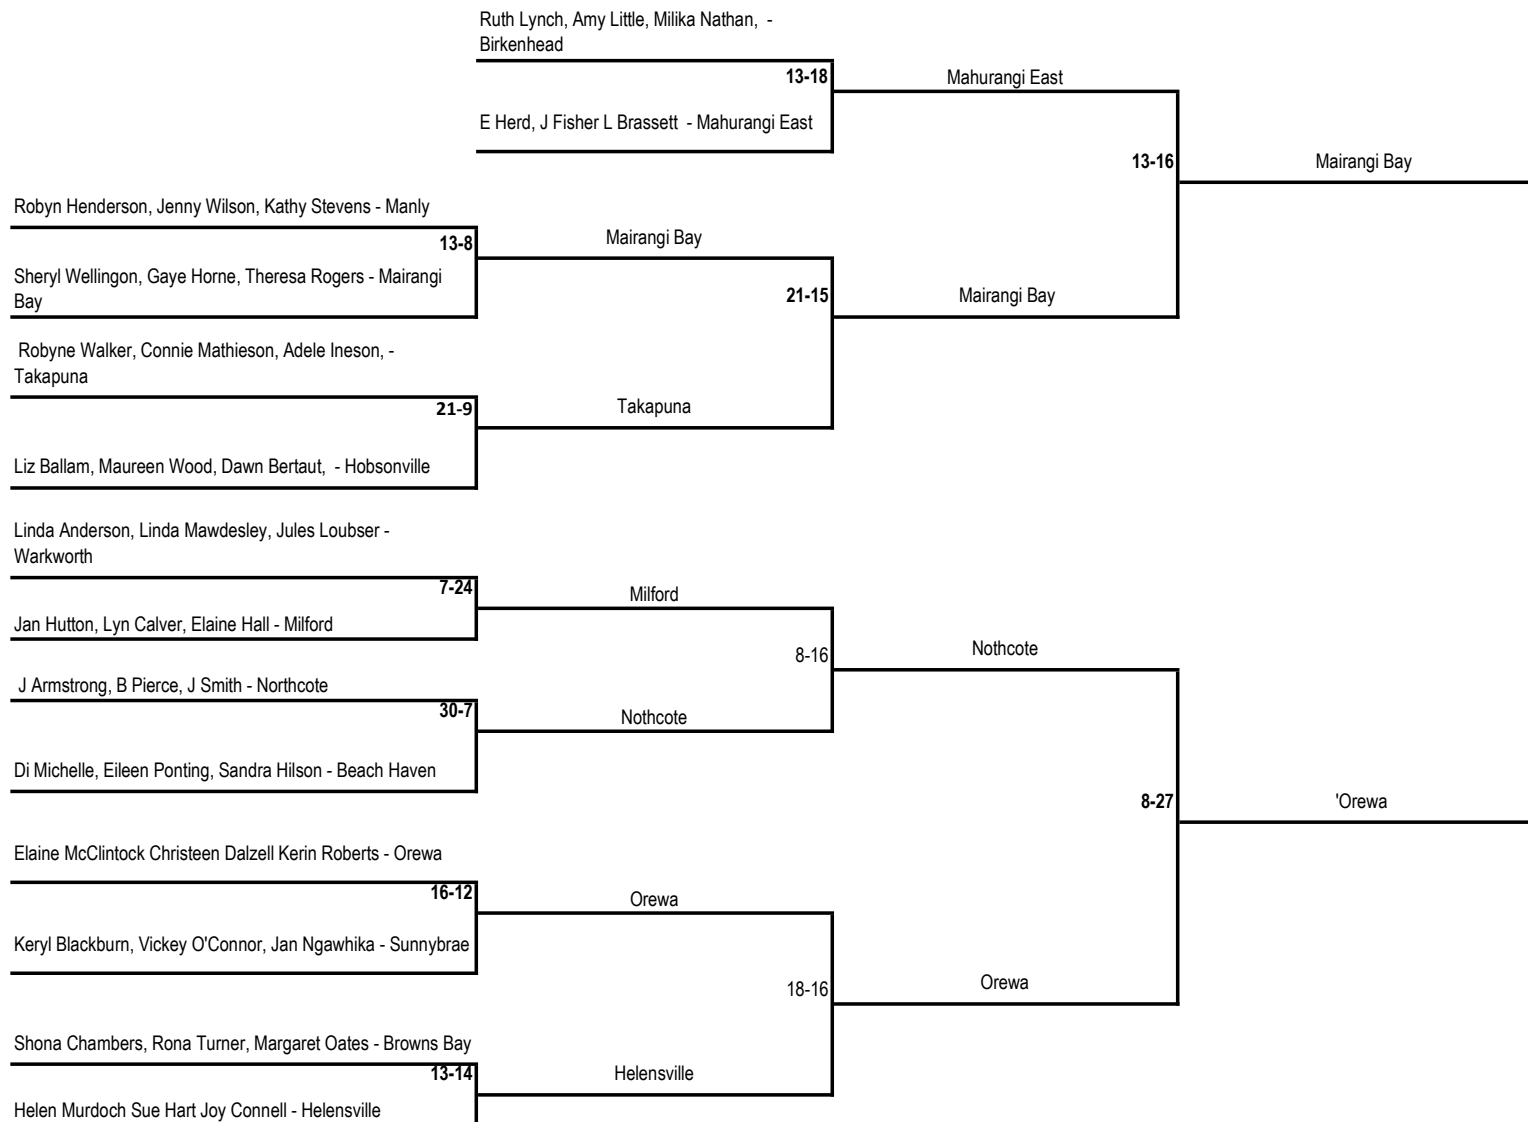 Ruth Lynch, Amy Little, Milika Nathan,  -
Birkenhead
13-18
Mahurangi East
E Herd, J Fisher L Brassett  - Mahurangi East
13-16
Mairangi Bay
Robyn Henderson, Jenny Wilson, Kathy Stevens - Manly
13-8
Mairangi Bay
Sheryl Wellingon, Gaye Horne, Theresa Rogers - Mairangi
Bay
21-15
Mairangi Bay
Robyne Walker, Connie Mathieson, Adele Ineson, -
Takapuna
21-9
Takapuna
Liz Ballam, Maureen Wood, Dawn Bertaut,  - Hobsonville
Linda Anderson, Linda Mawdesley, Jules Loubser -
Warkworth
7-24
Milford
Jan Hutton, Lyn Calver, Elaine Hall - Milford
8-16
Nothcote
J Armstrong, B Pierce, J Smith - Northcote
30-7
Nothcote
Di Michelle, Eileen Ponting, Sandra Hilson - Beach Haven
8-27
'Orewa
Elaine McClintock Christeen Dalzell Kerin Roberts - Orewa
16-12
Orewa
Keryl Blackburn, Vickey O'Connor, Jan Ngawhika - Sunnybrae
18-16
Orewa
Shona Chambers, Rona Turner, Margaret Oates - Browns Bay
13-14
Helensville
Helen Murdoch Sue Hart Joy Connell - Helensville